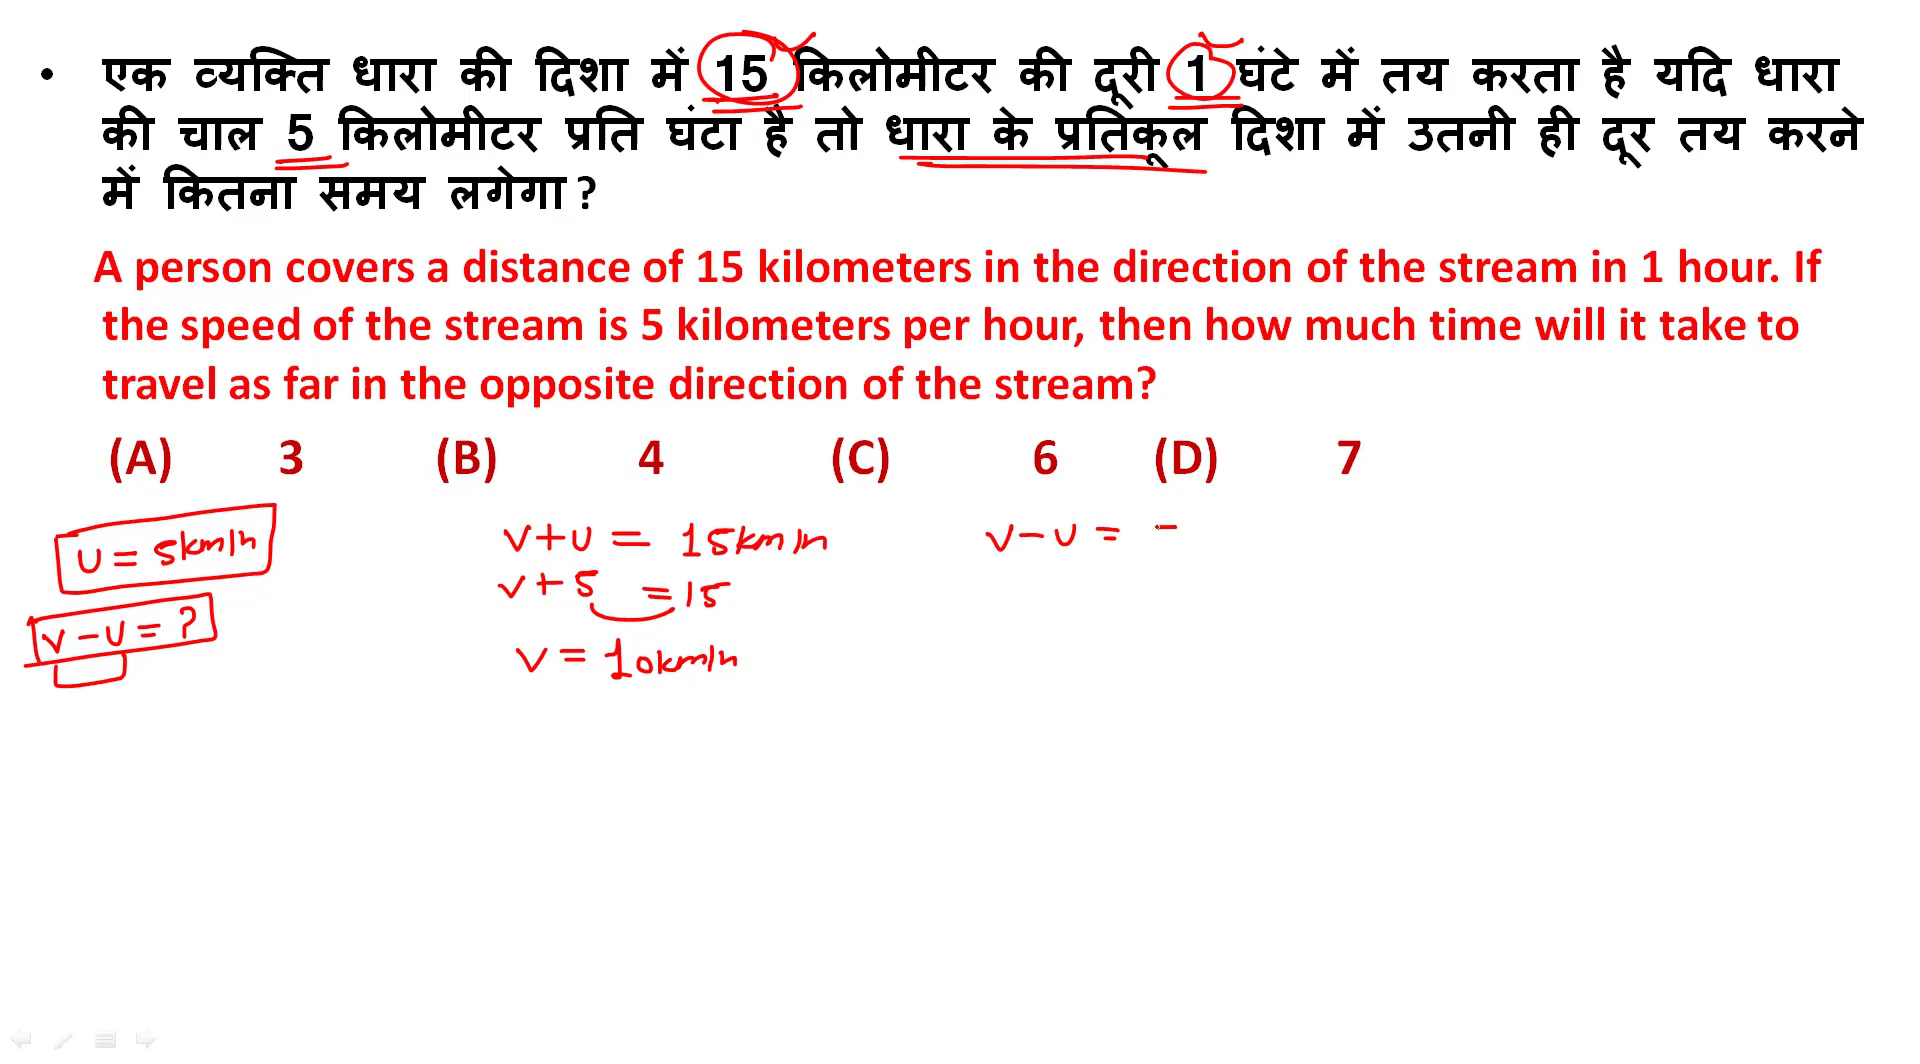 • एक व्यक्ति धारा की दिशा में 15 किलोमीटर की दूरी 1 घंटे में तय करता है यदि धारा
की चाल 5 किलोमीटर प्रति घंटा है तो धारा के प्रतिकूल दिशा में उतनी ही दूर तय करने
में कितना समय लगेगा?
A person covers a distance of 15 kilometers in the direction of the stream in 1 hour. If
the speed of the stream is 5 kilometers per hour, then how much time will it take to
travel as far in the opposite direction of the stream?
(A) 3 (B) 4 (C) 6 (D) 7
u = 5km/h
v - u = ?
v+u = 15km/h
v+5 = 15
v = 10km/h
v-u =